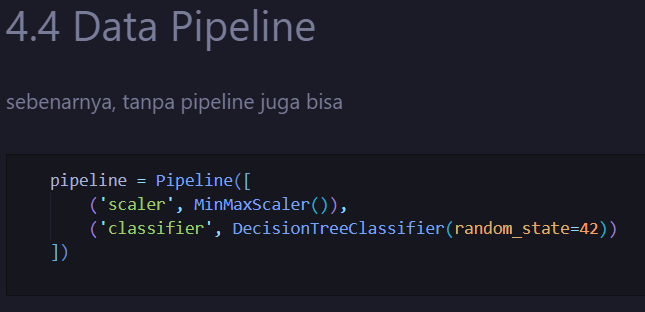 4.4 Data Pipeline
sebenarnya, tanpa pipeline juga bisa
pipeline = Pipeline([
    ('scaler', MinMaxScaler()),
    ('classifier', DecisionTreeClassifier(random_state=42))
])